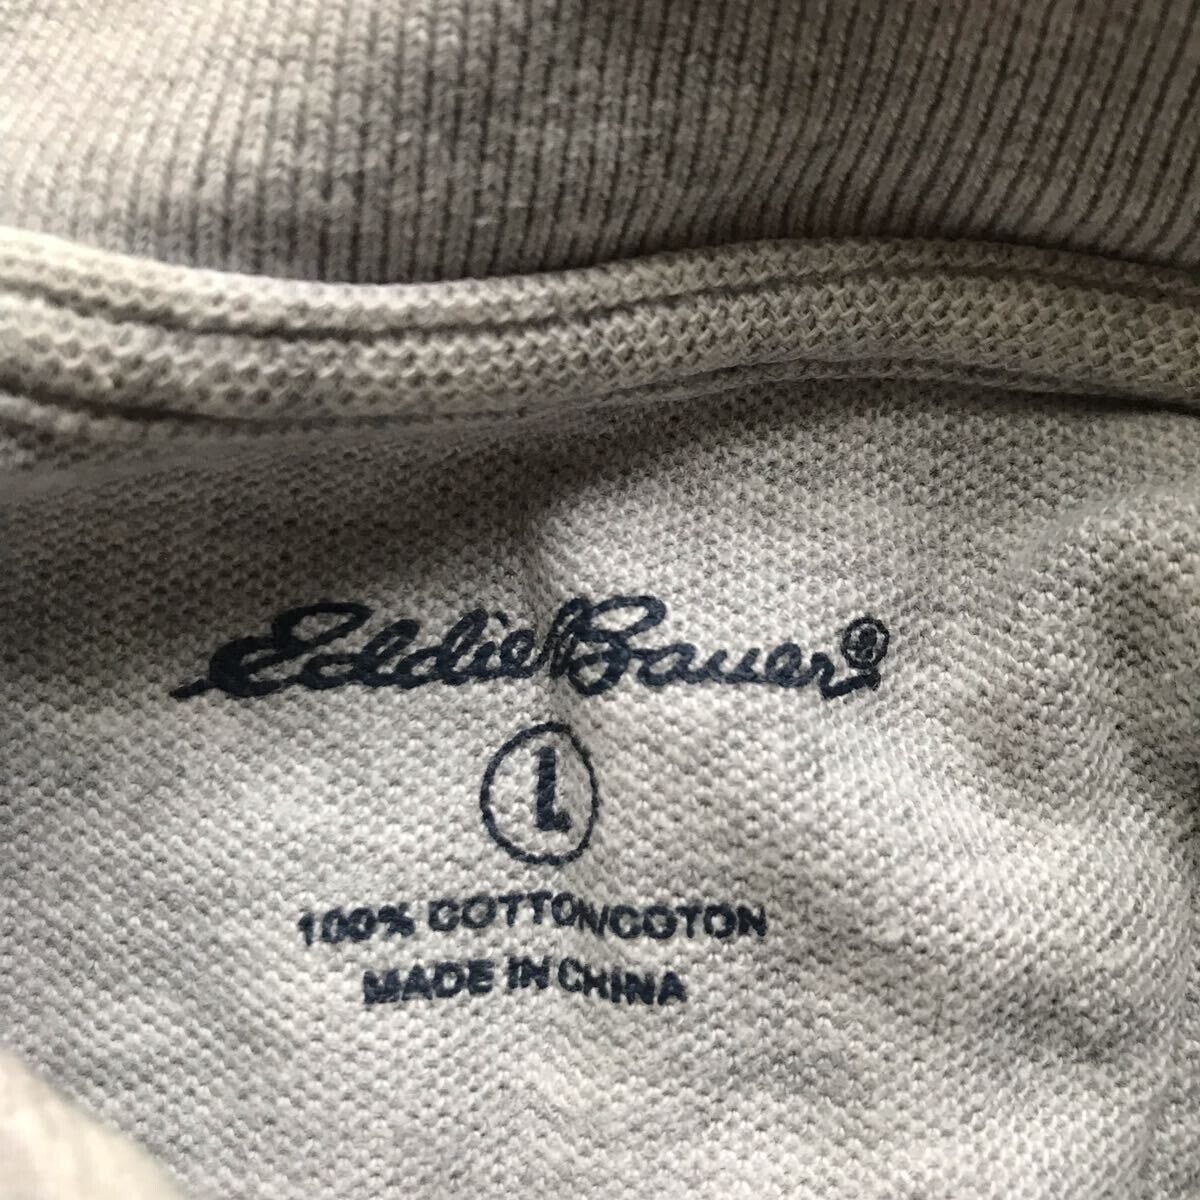 Eddie Bauer®
L
100% COTTON/COTON
MADE IN CHINA